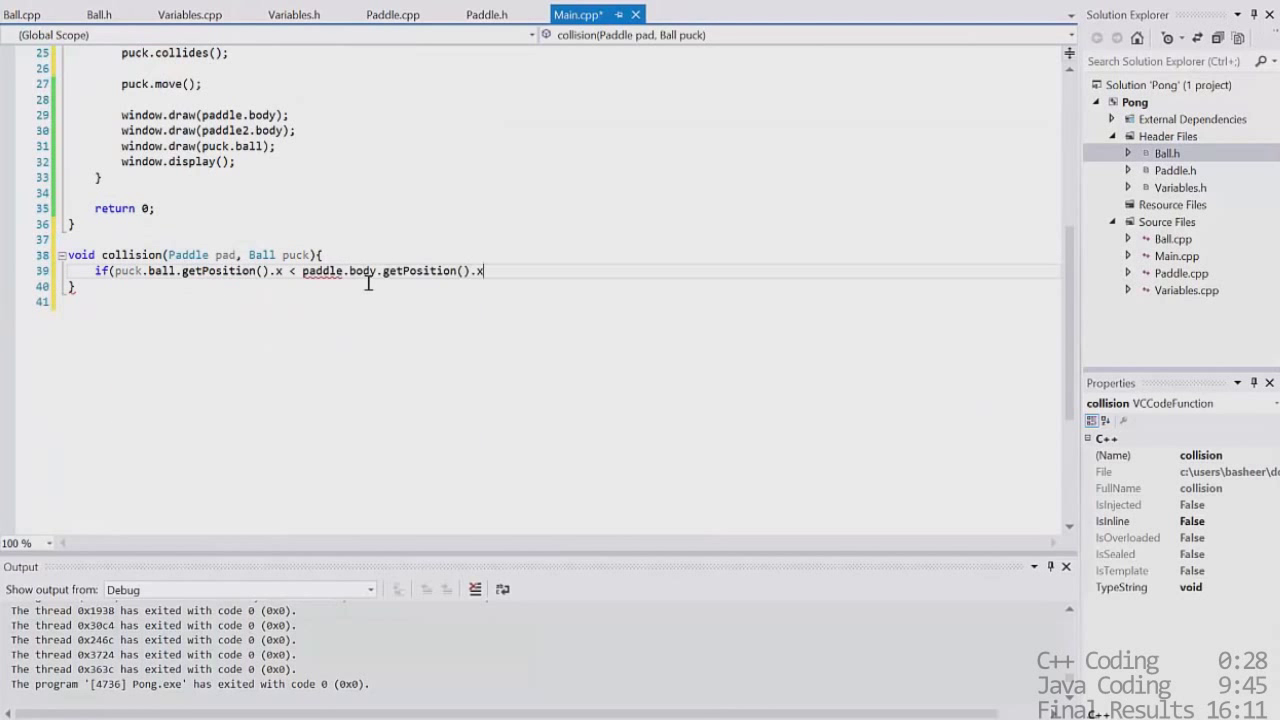 Ball.cpp Ball.h Variables.cpp Variables.h Paddle.cpp Paddle.h Main.cpp*
(Global Scope) collision(Paddle pad, Ball puck)
25 puck.collides();
26
27 puck.move();
28
29 window.draw(paddle.body);
30 window.draw(paddle2.body);
31 window.draw(puck.ball);
32 window.display();
33 }
34
35 return 0;
36 }
37
38 void collision(Paddle pad, Ball puck){
39 if(puck.ball.getPosition().x < paddle.body.getPosition().x
40 }
41
100 %
Output
Show output from: Debug
The thread 0x1938 has exited with code 0 (0x0).
The thread 0x30c4 has exited with code 0 (0x0).
The thread 0x246c has exited with code 0 (0x0).
The thread 0x3724 has exited with code 0 (0x0).
The thread 0x363c has exited with code 0 (0x0).
The program '[4736] Pong.exe' has exited with code 0 (0x0).
Solution Explorer
Search Solution Explorer (Ctrl+;)
Solution 'Pong' (1 project)
Pong
External Dependencies
Header Files
Ball.h
Paddle.h
Variables.h
Resource Files
Source Files
Ball.cpp
Main.cpp
Paddle.cpp
Variables.cpp
Properties
collision VCCodeFunction
C++
(Name) collision
File c:\users\basheer\do
FullName collision
IsInjected False
IsInline False
IsOverloaded False
IsSealed False
IsTemplate False
TypeString void
C++
C++ Coding 0:28
Java Coding 9:45
Final Results 16:11